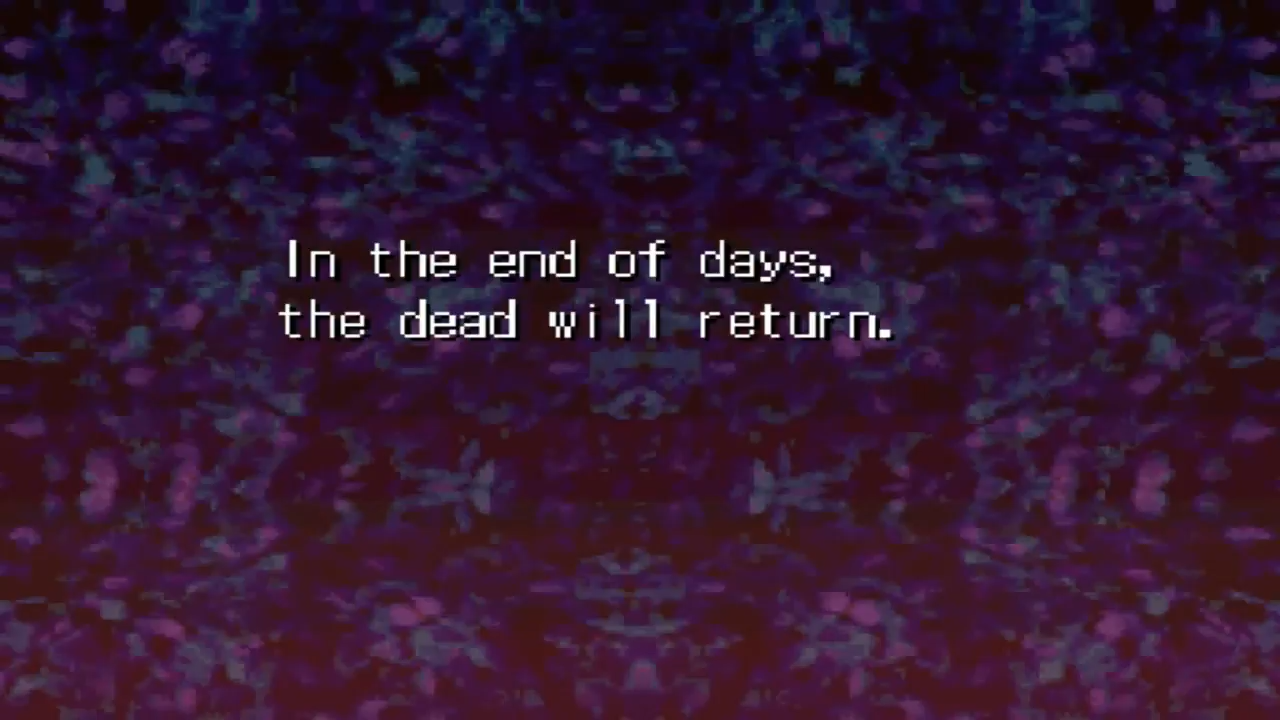 In the end of days,
the dead will return.